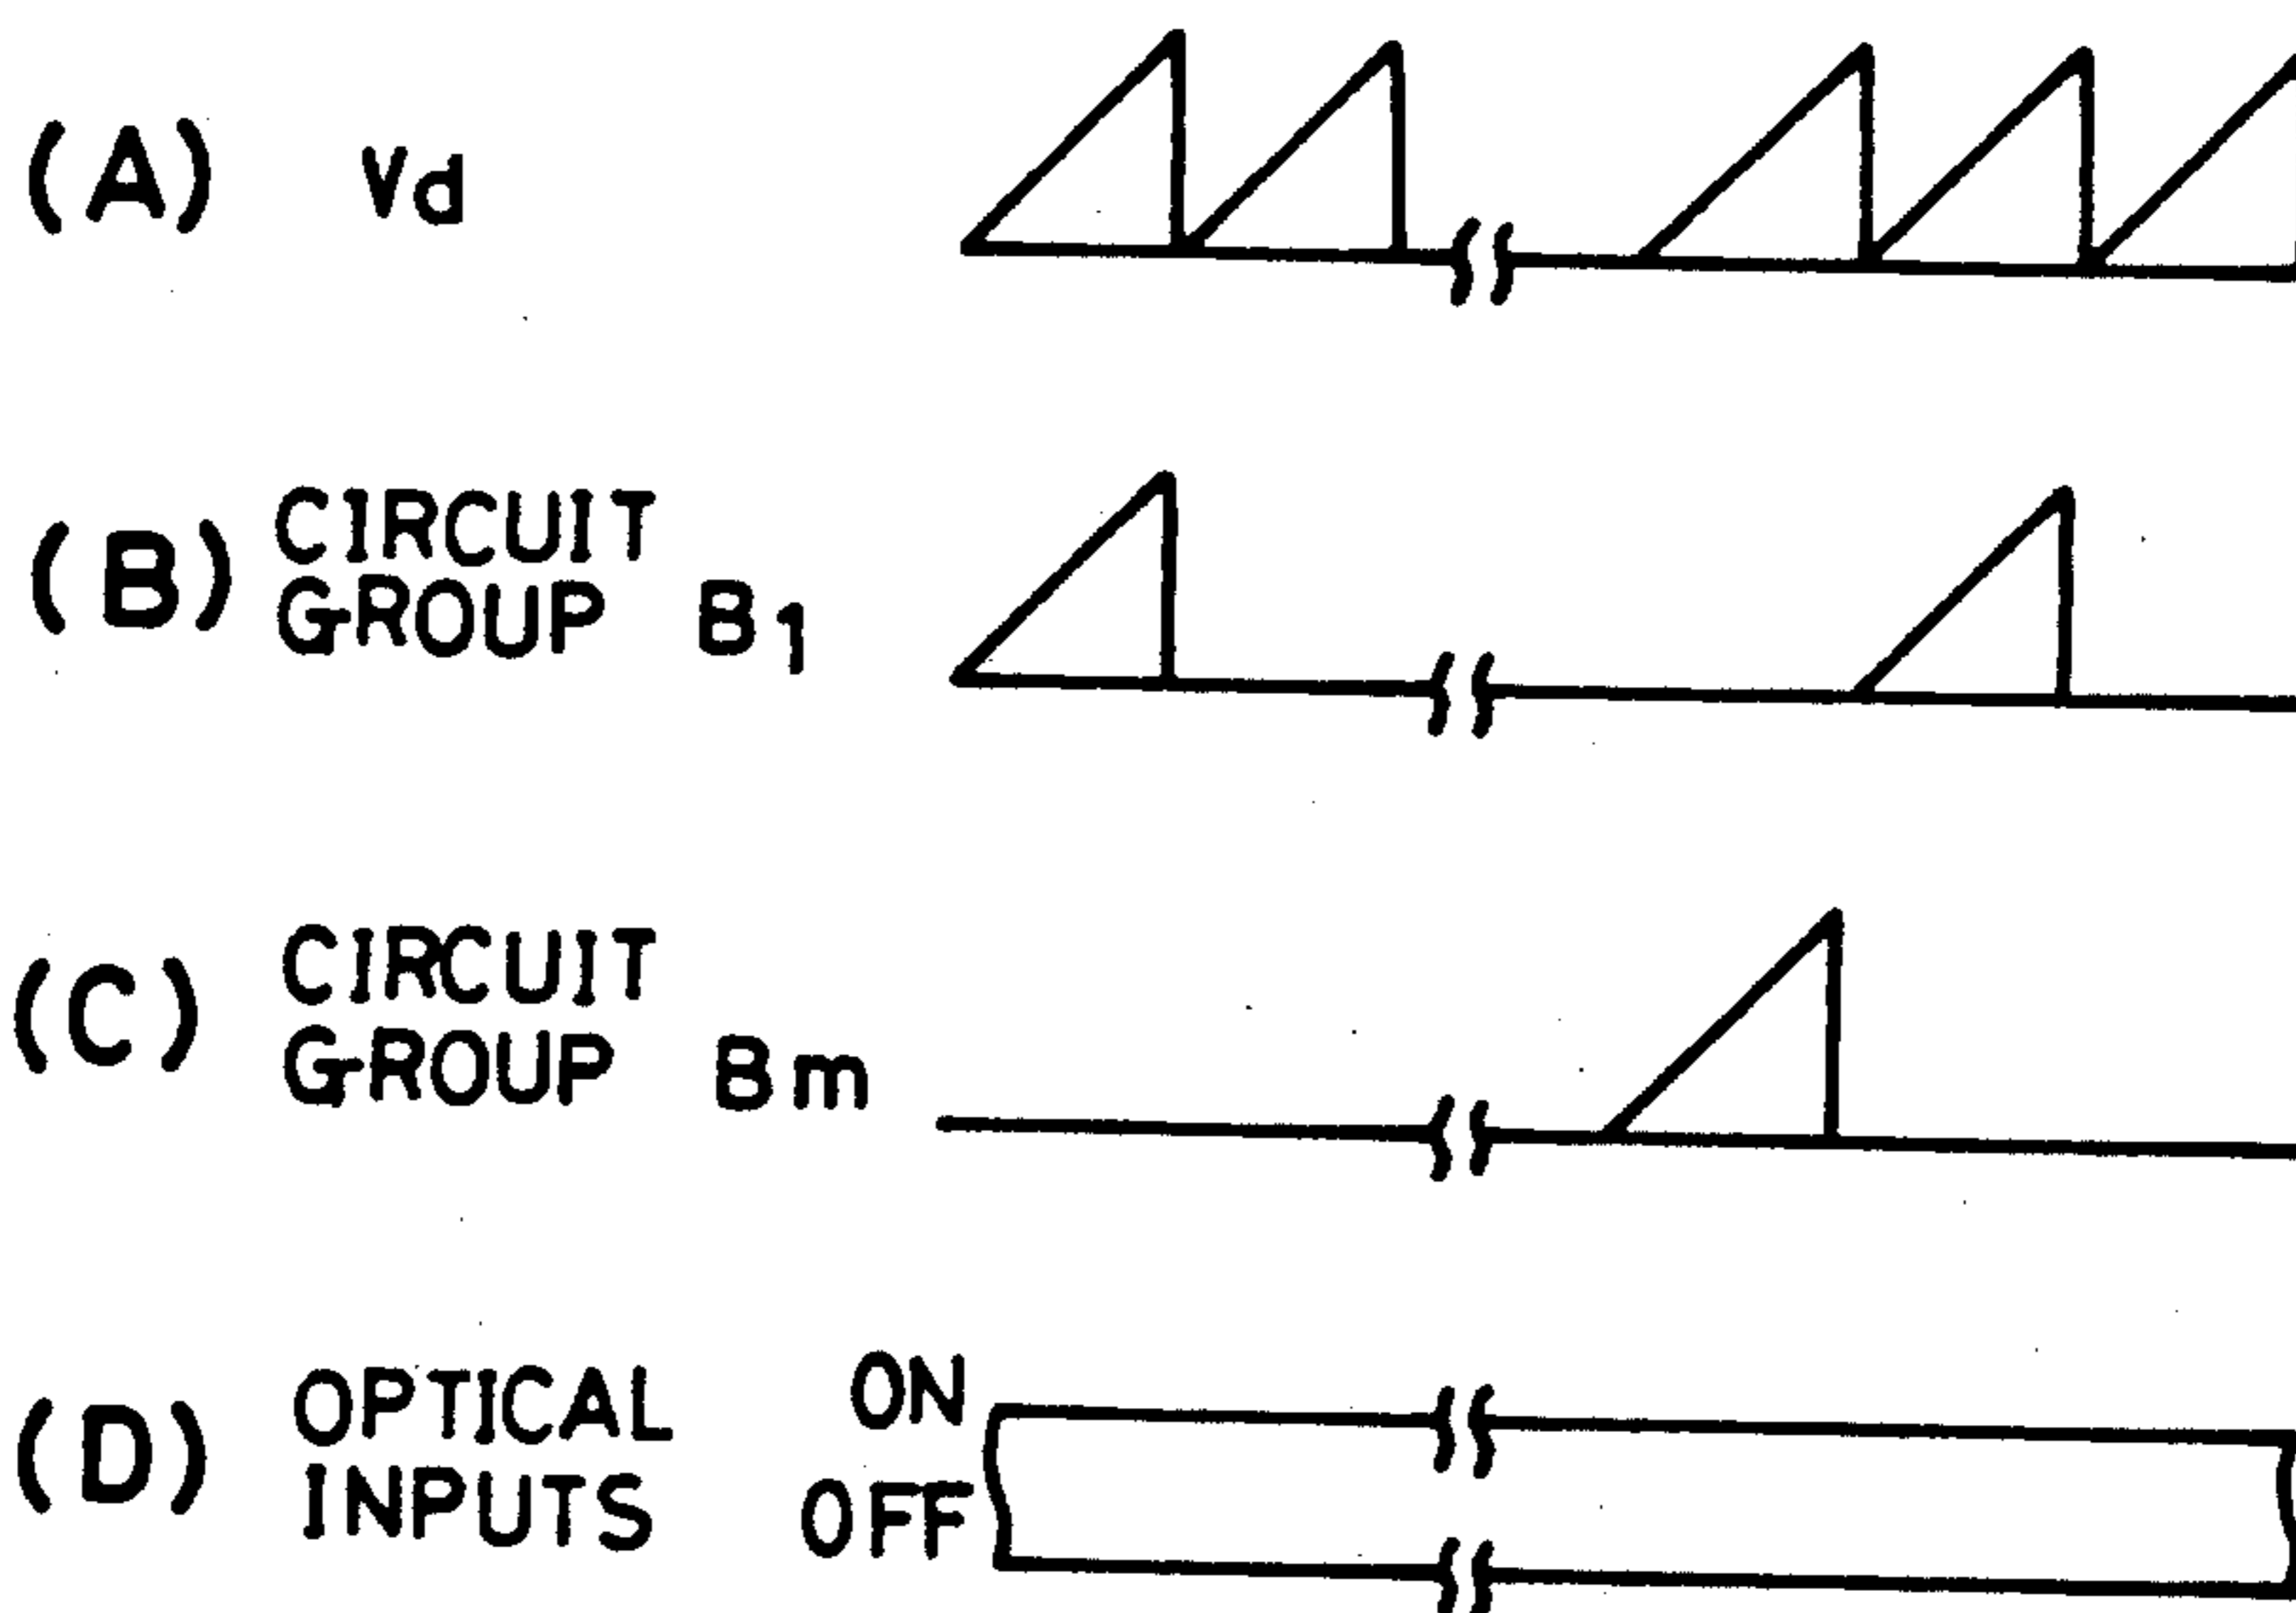 (A) Vd
(B) CIRCUIT
GROUP B1
(C) CIRCUIT
GROUP Bm
ON
(D) OPTICAL
INPUTS
OFF